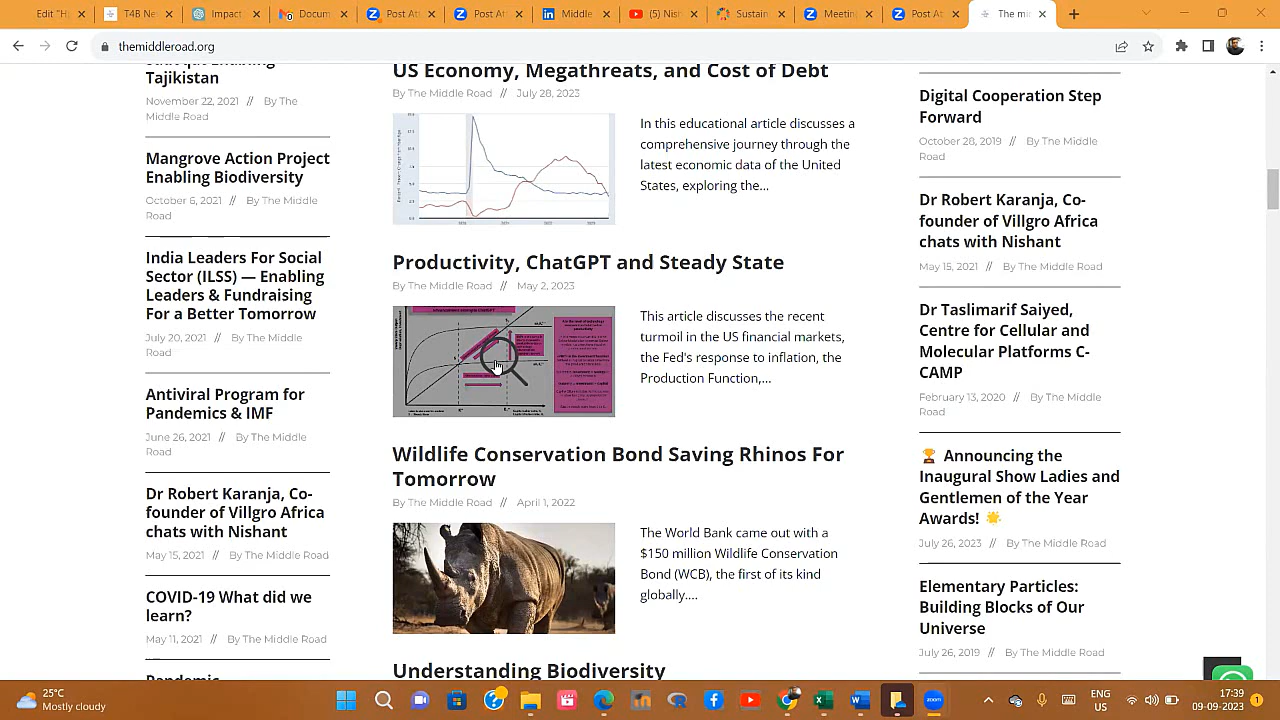 Edit "H
T4B Ne
Impact
Docum
Post At
Post At
Middle
(5) Nish
Sustain
Meeting
Post At
The mi
themiddleroad.org
Tajikistan
November 22, 2021 // By The
Middle Road
Mangrove Action Project
Enabling Biodiversity
October 6, 2021 // By The Middle
Road
India Leaders For Social
Sector (ILSS) — Enabling
Leaders & Fundraising
For a Better Tomorrow
July 20, 2021 // By The Middle
Road
Antiviral Program for
Pandemics & IMF
June 26, 2021 // By The Middle
Road
Dr Robert Karanja, Co-
founder of Villgro Africa
chats with Nishant
May 15, 2021 // By The Middle Road
COVID-19 What did we
learn?
May 11, 2021 // By The Middle Road
US Economy, Megathreats, and Cost of Debt
By The Middle Road // July 28, 2023
In this educational article discusses a
comprehensive journey through the
latest economic data of the United
States, exploring the...
Productivity, ChatGPT and Steady State
By The Middle Road // May 2, 2023
This article discusses the recent
turmoil in the US financial markets,
the Fed's response to inflation, the
Production Function,...
Wildlife Conservation Bond Saving Rhinos For
Tomorrow
By The Middle Road // April 1, 2022
The World Bank came out with a
$150 million Wildlife Conservation
Bond (WCB), the first of its kind
globally....
Understanding Biodiversity
Digital Cooperation Step
Forward
October 28, 2019 // By The Middle
Road
Dr Robert Karanja, Co-
founder of Villgro Africa
chats with Nishant
May 15, 2021 // By The Middle Road
Dr Taslimarif Saiyed,
Centre for Cellular and
Molecular Platforms C-
CAMP
February 13, 2020 // By The Middle
Road
🏆 Announcing the
Inaugural Show Ladies and
Gentlemen of the Year
Awards! 🌟
July 26, 2023 // By The Middle Road
Elementary Particles:
Building Blocks of Our
Universe
July 26, 2019 // By The Middle Road
25°C
Mostly cloudy
ENG
US
17:39
09-09-2023